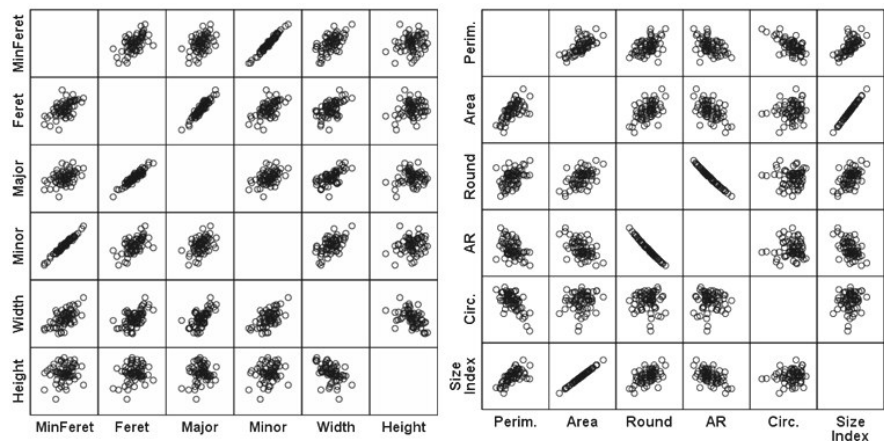 MinFeret
Feret
Major
Minor
Width
Height
MinFeret Feret Major Minor Width Height
Perim.
Area
Round
AR
Circ.
Size
Index
Perim. Area Round AR Circ. Size
Index